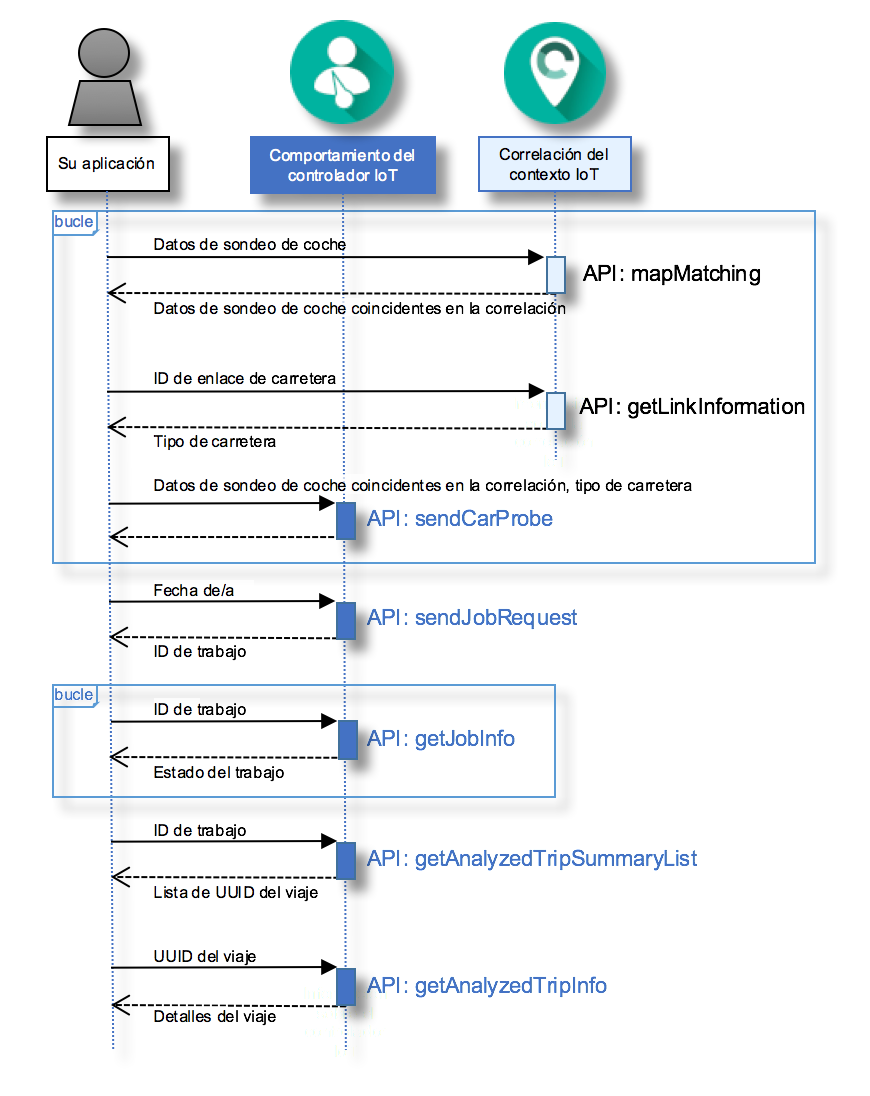 Su aplicación
Comportamiento del
controlador IoT
Correlación del
contexto IoT
bucle
Datos de sondeo de coche
API: mapMatching
Datos de sondeo de coche coincidentes en la correlación
ID de enlace de carretera
API: getLinkInformation
Tipo de carretera
Datos de sondeo de coche coincidentes en la correlación, tipo de carretera
API: sendCarProbe
Fecha de/a
API: sendJobRequest
ID de trabajo
bucle
ID de trabajo
API: getJobInfo
Estado del trabajo
ID de trabajo
API: getAnalyzedTripSummaryList
Lista de UUID del viaje
UUID del viaje
API: getAnalyzedTripInfo
Detalles del viaje